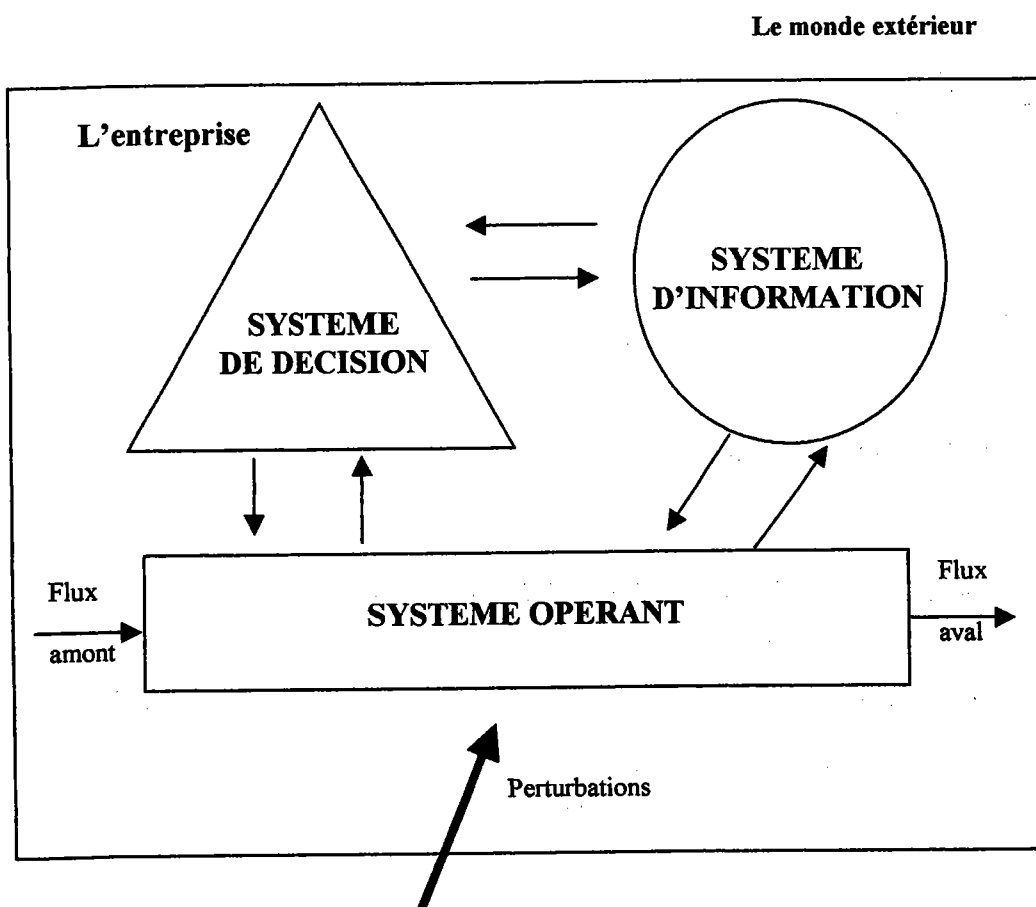 Le monde extérieur
L'entreprise
SYSTEME
D'INFORMATION
SYSTEME
DE DECISION
Flux
amont
SYSTEME OPERANT
Flux
aval
Perturbations